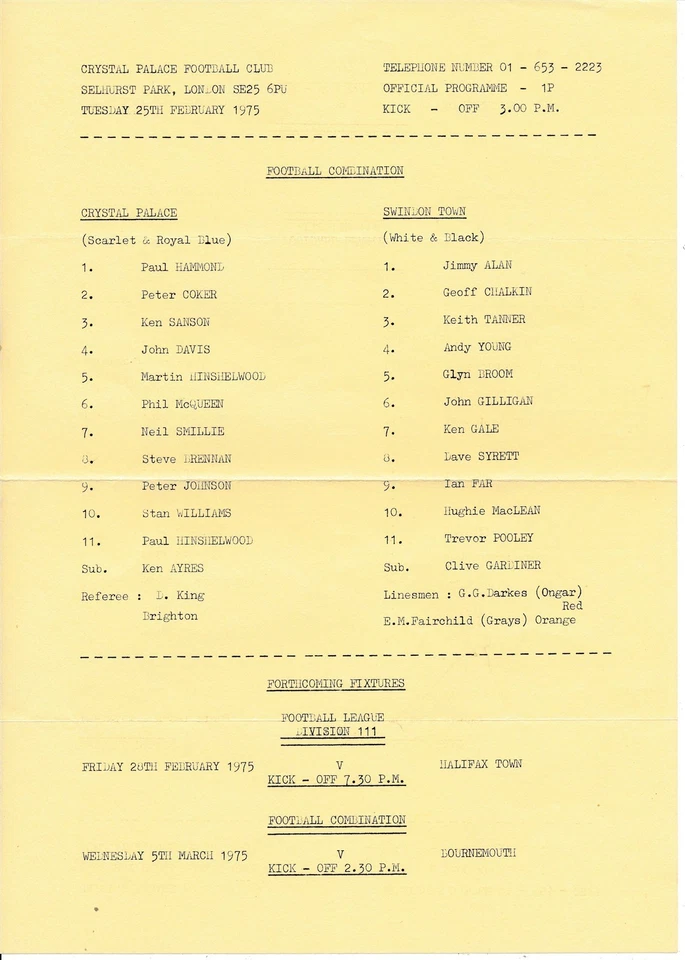 CRYSTAL PALACE FOOTBALL CLUB TELEPHONE NUMBER 01 - 653 - 2223
SELHURST PARK, LONDON SE25 6PU OFFICIAL PROGRAMME - 1P
TUESDAY 25TH FEBRUARY 1975 KICK - OFF 3.00 P.M.
FOOTBALL COMBINATION
CRYSTAL PALACE SWINDON TOWN
(Scarlet & Royal Blue) (White & Black)
1. Paul HAMMOND 1. Jimmy ALAN
2. Peter COKER 2. Geoff CHALKIN
3. Ken SANSON 3. Keith TANNER
4. John DAVIS 4. Andy YOUNG
5. Martin HINSHELWOOD 5. Glyn BROOM
6. Phil McQUEEN 6. John GILLIGAN
7. Neil SMILLIE 7. Ken GALE
8. Steve BRENNAN 8. Dave SYRETT
9. Peter JOHNSON 9. Ian FAR
10. Stan WILLIAMS 10. Hughie MacLEAN
11. Paul HINSHELWOOD 11. Trevor POOLEY
Sub. Ken AYRES Sub. Clive GARDINER
Referee : D. King Linesmen : G.G.Darkes (Ongar)
Red
Brighton E.M.Fairchild (Grays) Orange
FORTHCOMING FIXTURES
FOOTBALL LEAGUE
DIVISION 111
FRIDAY 28TH FEBRUARY 1975 V HALIFAX TOWN
KICK - OFF 7.30 P.M.
FOOTBALL COMBINATION
WEDNESDAY 5TH MARCH 1975 V BOURNEMOUTH
KICK - OFF 2.30 P.M.